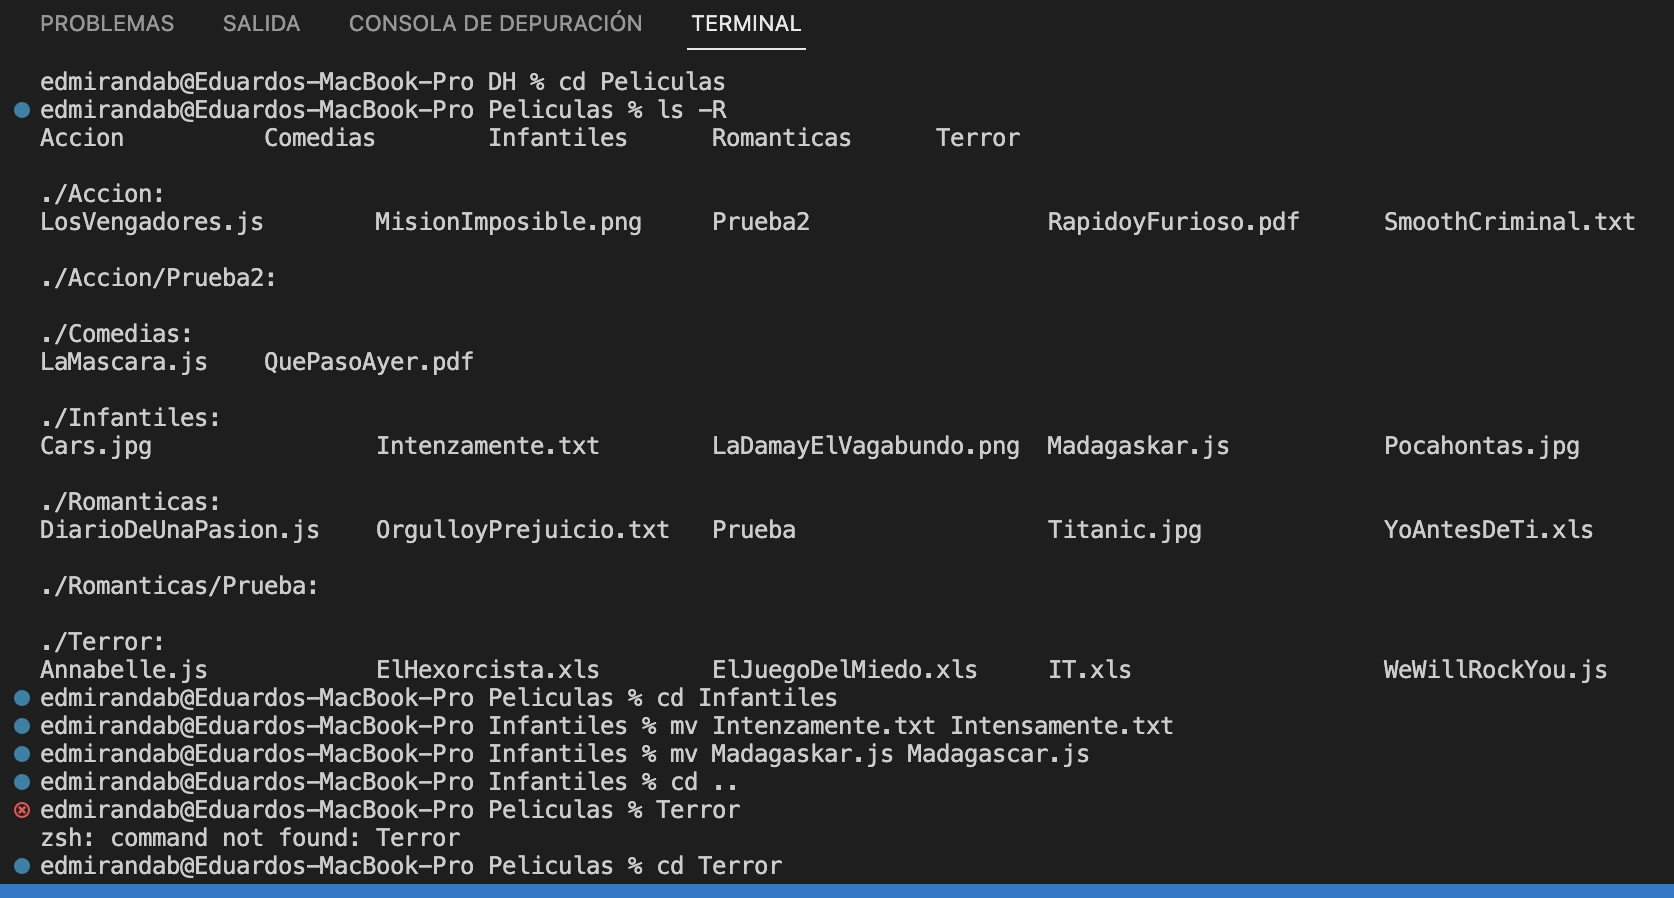 PROBLEMAS SALIDA CONSOLA DE DEPURACIÓN TERMINAL
edmirandab@Eduardos-MacBook-Pro DH % cd Peliculas
edmirandab@Eduardos-MacBook-Pro Peliculas % ls -R
Accion Comedias Infantiles Romanticas Terror
./Accion:
LosVengadores.js MisionImposible.png Prueba2 RapidoyFurioso.pdf SmoothCriminal.txt
./Accion/Prueba2:
./Comedias:
LaMascara.js QuePasoAyer.pdf
./Infantiles:
Cars.jpg Intenzamente.txt LaDamayElVagabundo.png Madagaskar.js Pocahontas.jpg
./Romanticas:
DiarioDeUnaPasion.js OrgulloyPrejuicio.txt Prueba Titanic.jpg YoAntesDeTi.xls
./Romanticas/Prueba:
./Terror:
Annabelle.js ElHexorcista.xls ElJuegoDelMiedo.xls IT.xls WeWillRockYou.js
edmirandab@Eduardos-MacBook-Pro Peliculas % cd Infantiles
edmirandab@Eduardos-MacBook-Pro Infantiles % mv Intenzamente.txt Intensamente.txt
edmirandab@Eduardos-MacBook-Pro Infantiles % mv Madagaskar.js Madagascar.js
edmirandab@Eduardos-MacBook-Pro Infantiles % cd ..
edmirandab@Eduardos-MacBook-Pro Peliculas % Terror
zsh: command not found: Terror
edmirandab@Eduardos-MacBook-Pro Peliculas % cd Terror